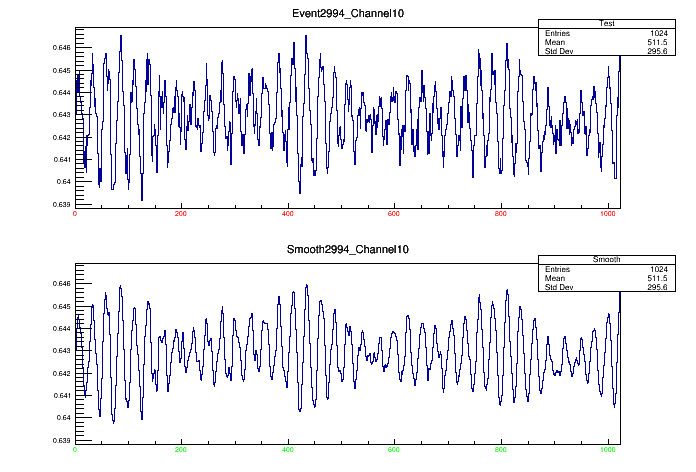 Event2994_Channel10
Test
Entries 1024
Mean 511.5
Std Dev 295.6
0.646
0.645
0.644
0.643
0.642
0.641
0.64
0.639
0 200 400 600 800 1000
Smooth2994_Channel10
Smooth
Entries 1024
Mean 511.5
Std Dev 295.6
0.646
0.645
0.644
0.643
0.642
0.641
0.64
0.639
0 200 400 600 800 1000